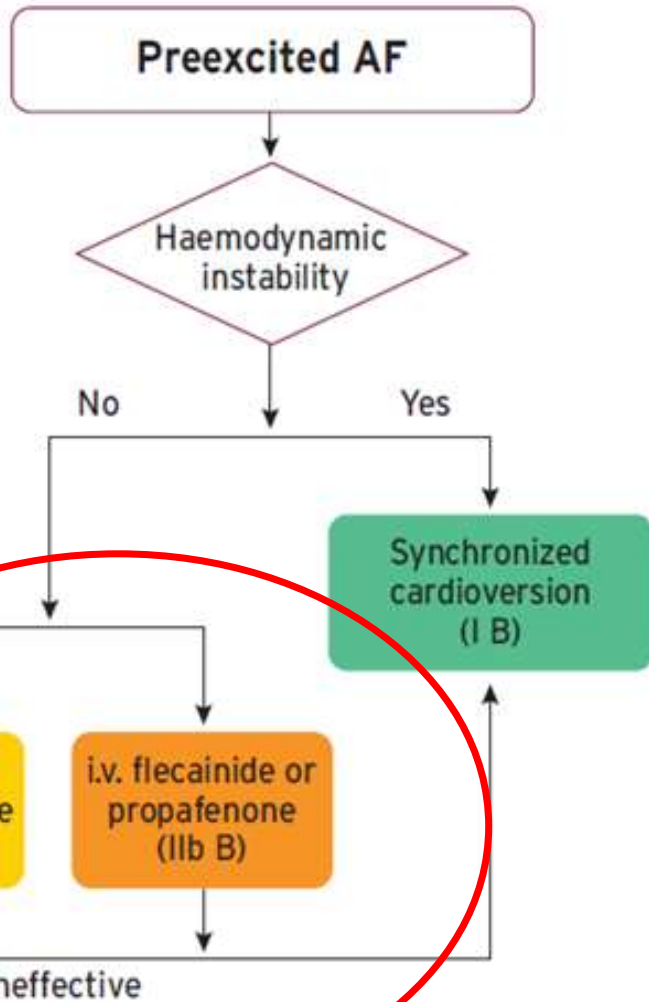 Preexcited AF
Haemodynamic
instability
No
Yes
Synchronized
cardioversion
(I B)
i.v. flecainide or
propafenone
(IIb B)